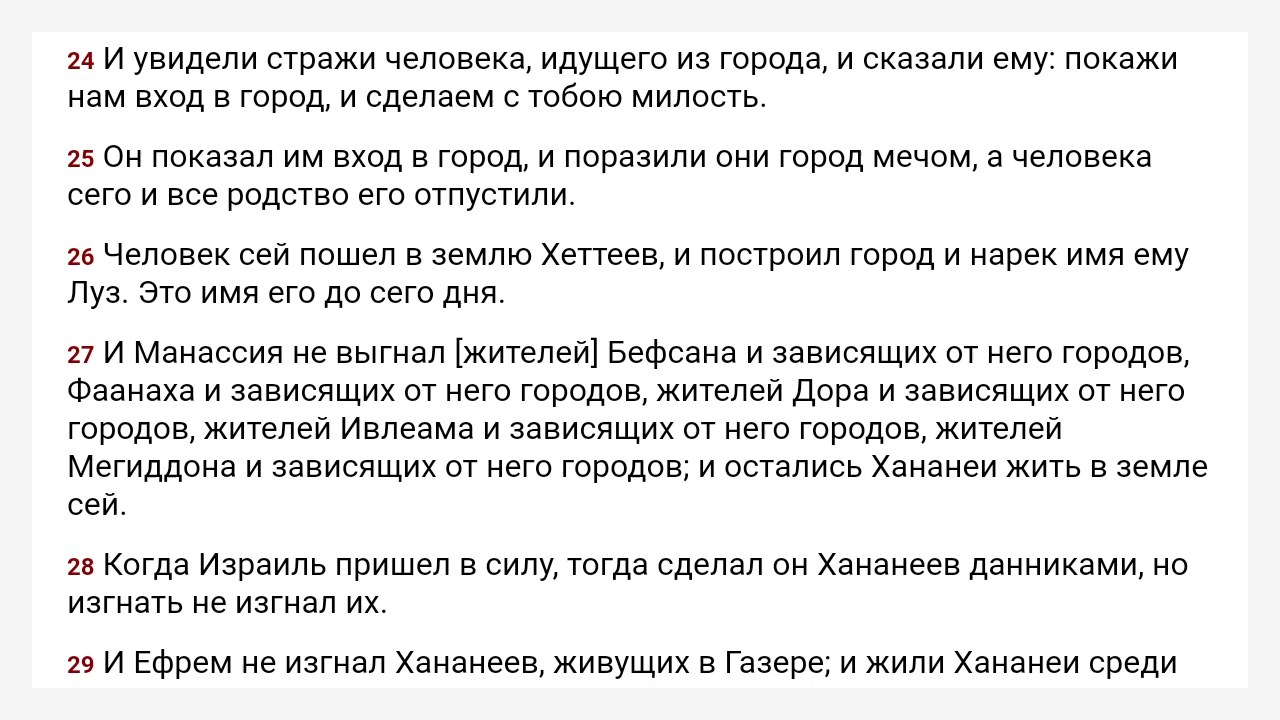 24 И увидели стражи человека, идущего из города, и сказали ему: покажи
нам вход в город, и сделаем с тобою милость.
25 Он показал им вход в город, и поразили они город мечом, а человека
сего и все родство его отпустили.
26 Человек сей пошел в землю Хеттеев, и построил город и нарек имя ему
Луз. Это имя его до сего дня.
27 И Манассия не выгнал [жителей] Бефсана и зависящих от него городов,
Фаанаха и зависящих от него городов, жителей Дора и зависящих от него
городов, жителей Ивлеама и зависящих от него городов, жителей
Мегиддона и зависящих от него городов; и остались Хананеи жить в земле
сей.
28 Когда Израиль пришел в силу, тогда сделал он Хананеев данниками, но
изгнать не изгнал их.
29 И Ефрем не изгнал Хананеев, живущих в Газере; и жили Хананеи среди